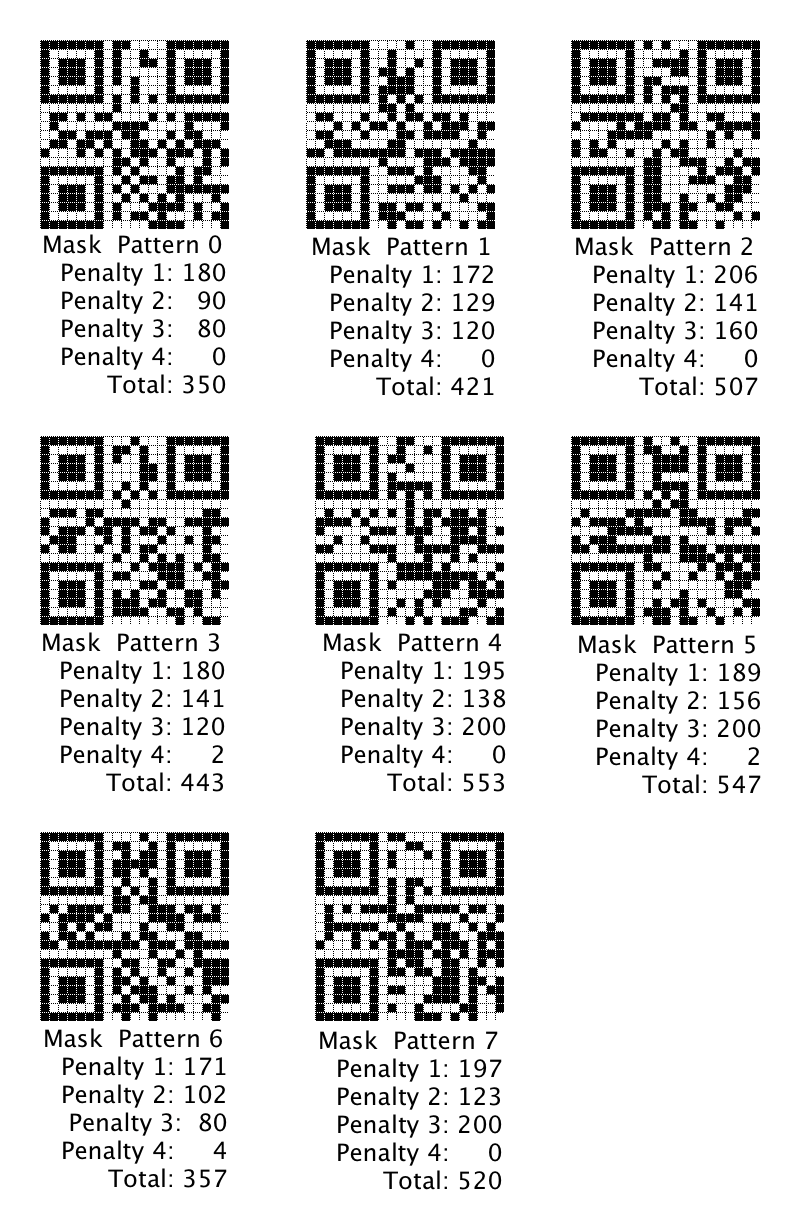 Mask Pattern 0
Penalty 1: 180
Penalty 2: 90
Penalty 3: 80
Penalty 4: 0
Total: 350
Mask Pattern 1
Penalty 1: 172
Penalty 2: 129
Penalty 3: 120
Penalty 4: 0
Total: 421
Mask Pattern 2
Penalty 1: 206
Penalty 2: 141
Penalty 3: 160
Penalty 4: 0
Total: 507
Mask Pattern 3
Penalty 1: 180
Penalty 2: 141
Penalty 3: 120
Penalty 4: 2
Total: 443
Mask Pattern 4
Penalty 1: 195
Penalty 2: 138
Penalty 3: 200
Penalty 4: 0
Total: 553
Mask Pattern 5
Penalty 1: 189
Penalty 2: 156
Penalty 3: 200
Penalty 4: 2
Total: 547
Mask Pattern 6
Penalty 1: 171
Penalty 2: 102
Penalty 3: 80
Penalty 4: 4
Total: 357
Mask Pattern 7
Penalty 1: 197
Penalty 2: 123
Penalty 3: 200
Penalty 4: 0
Total: 520